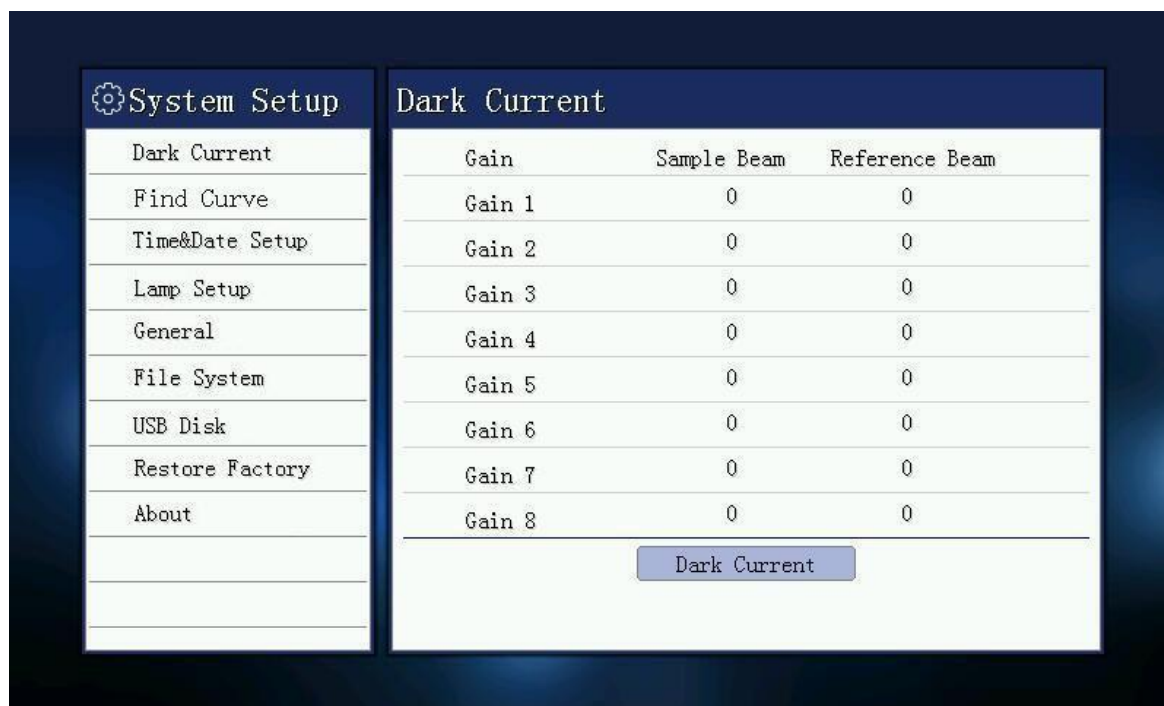 System Setup
Dark Current
Find Curve
Time&Date Setup
Lamp Setup
General
File System
USB Disk
Restore Factory
About
Dark Current
Gain Sample Beam Reference Beam
Gain 1 0 0
Gain 2 0 0
Gain 3 0 0
Gain 4 0 0
Gain 5 0 0
Gain 6 0 0
Gain 7 0 0
Gain 8 0 0
Dark Current